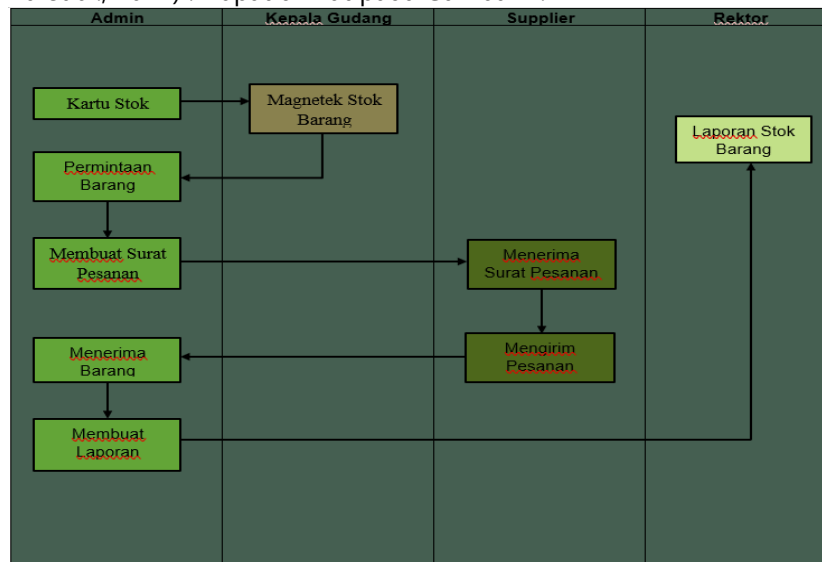 Admin
Kepala Gudang
Supplier
Rektor
Kartu Stok
Magnetek Stok
Barang
Laporan Stok
Barang
Permintaan
Barang
Membuat Surat
Pesanan
Menerima
Surat Pesanan
Menerima
Barang
Mengirim
Pesanan
Membuat
Laporan